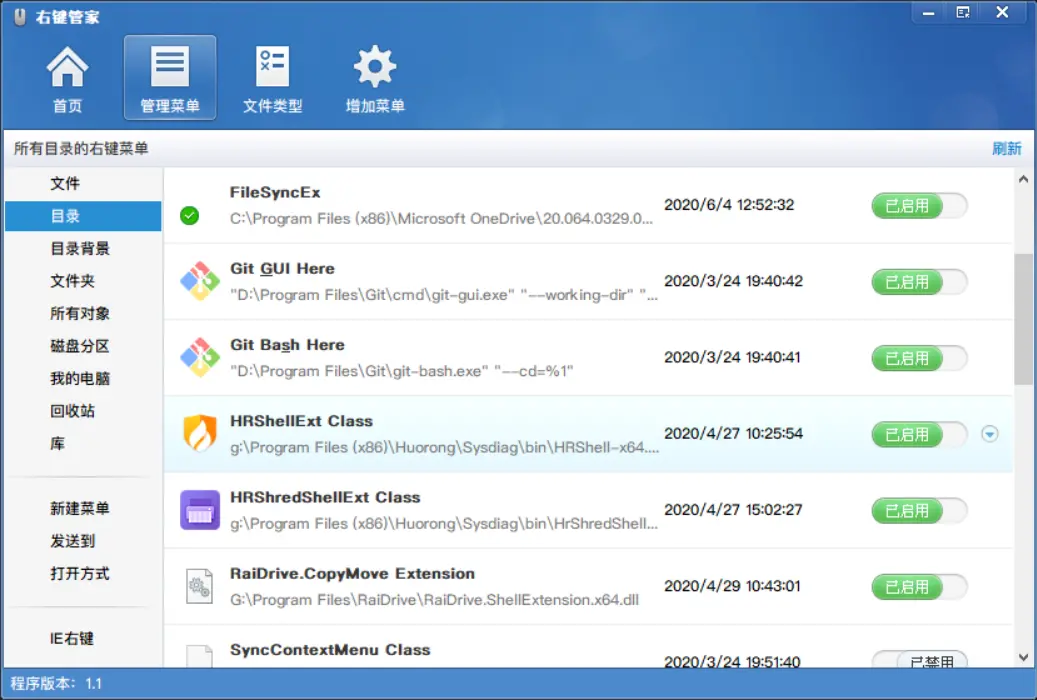 右键管家
首页
管理菜单
文件类型
增加菜单
所有目录的右键菜单
刷新
文件
目录
目录背景
文件夹
所有对象
磁盘分区
我的电脑
回收站
库
新建菜单
发送到
打开方式
IE右键
FileSyncEx
C:\Program Files (x86)\Microsoft OneDrive\20.064.0329.0...
2020/6/4 12:52:32
已启用
Git GUI Here
"D:\Program Files\Git\cmd\git-gui.exe" "--working-dir" "...
2020/3/24 19:40:42
已启用
Git Bash Here
"D:\Program Files\Git\git-bash.exe" "--cd=%1"
2020/3/24 19:40:41
已启用
HRShellExt Class
g:\Program Files (x86)\Huorong\Sysdiag\bin\HRShell-x64....
2020/4/27 10:25:54
已启用
HRShredShellExt Class
g:\Program Files (x86)\Huorong\Sysdiag\bin\HrShredShell...
2020/4/27 15:02:27
已启用
RaiDrive.CopyMove Extension
G:\Program Files\RaiDrive\RaiDrive.ShellExtension.x64.dll
2020/4/29 10:43:01
已启用
SyncContextMenu Class
2020/3/24 19:51:40
已禁用
程序版本: 1.1